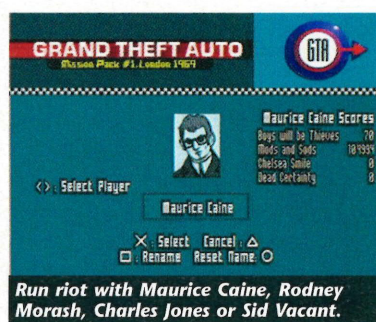 GRAND THEFT AUTO
Mission Pack #1, London 1969
GTA
Maurice Caine Scores
Boys will be Thieves 70
Mods and Sods 104994
Chelsea Smile 0
Dead Certainty 0
<> : Select Player
Maurice Caine
X : Select Cancel : △
□ : Rename Reset Name: O
Run riot with Maurice Caine, Rodney
Morash, Charles Jones or Sid Vacant.